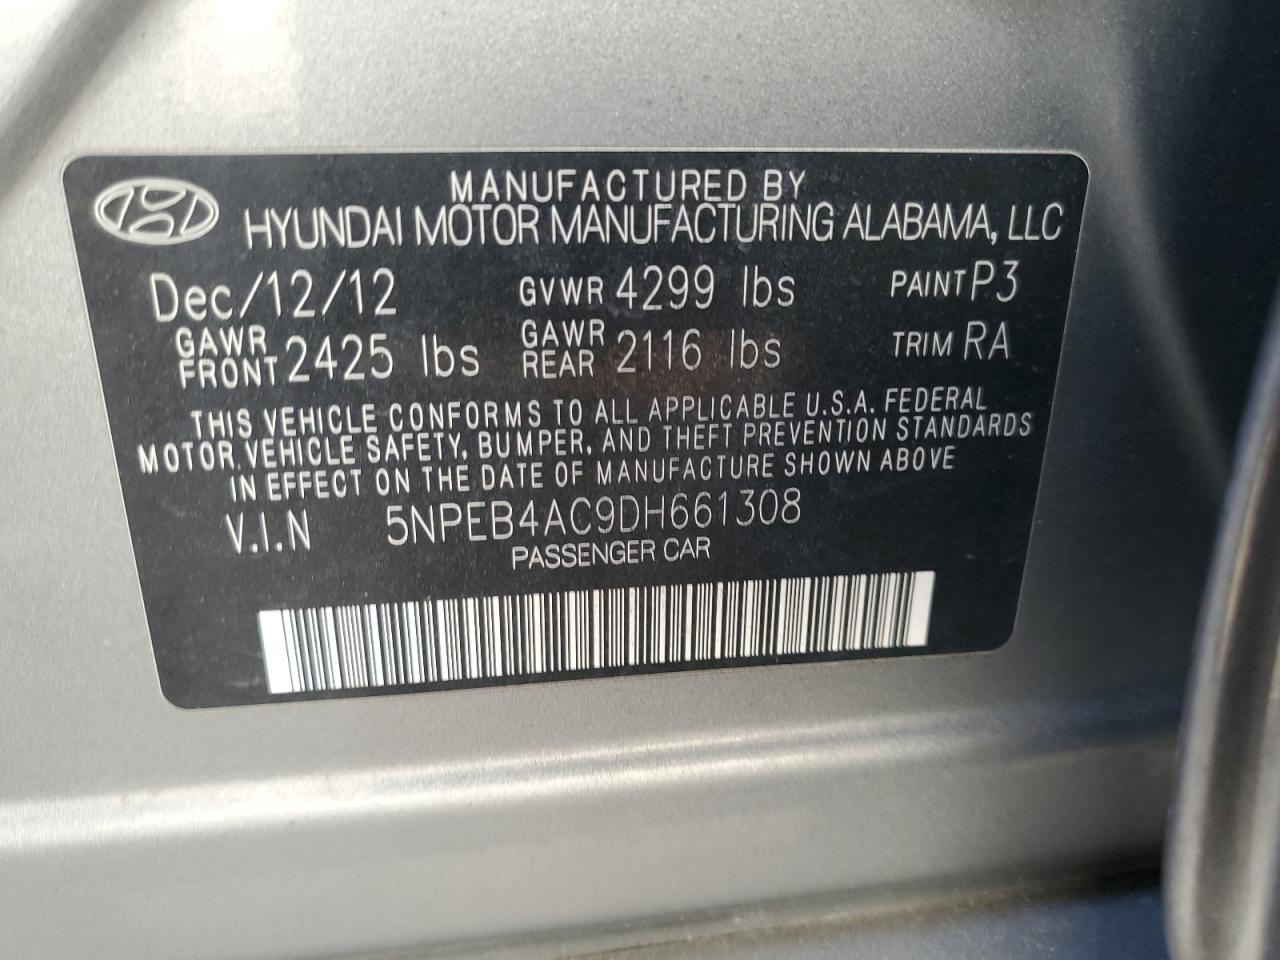 MANUFACTURED BY
HYUNDAI MOTOR MANUFACTURING ALABAMA, LLC
Dec/12/12 GVWR 4299 lbs PAINT P3
GAWR FRONT 2425 lbs GAWR REAR 2116 lbs TRIM RA
THIS VEHICLE CONFORMS TO ALL APPLICABLE U.S.A. FEDERAL
MOTOR VEHICLE SAFETY, BUMPER, AND THEFT PREVENTION STANDARDS
IN EFFECT ON THE DATE OF MANUFACTURE SHOWN ABOVE
V.I.N 5NPEB4AC9DH661308
PASSENGER CAR